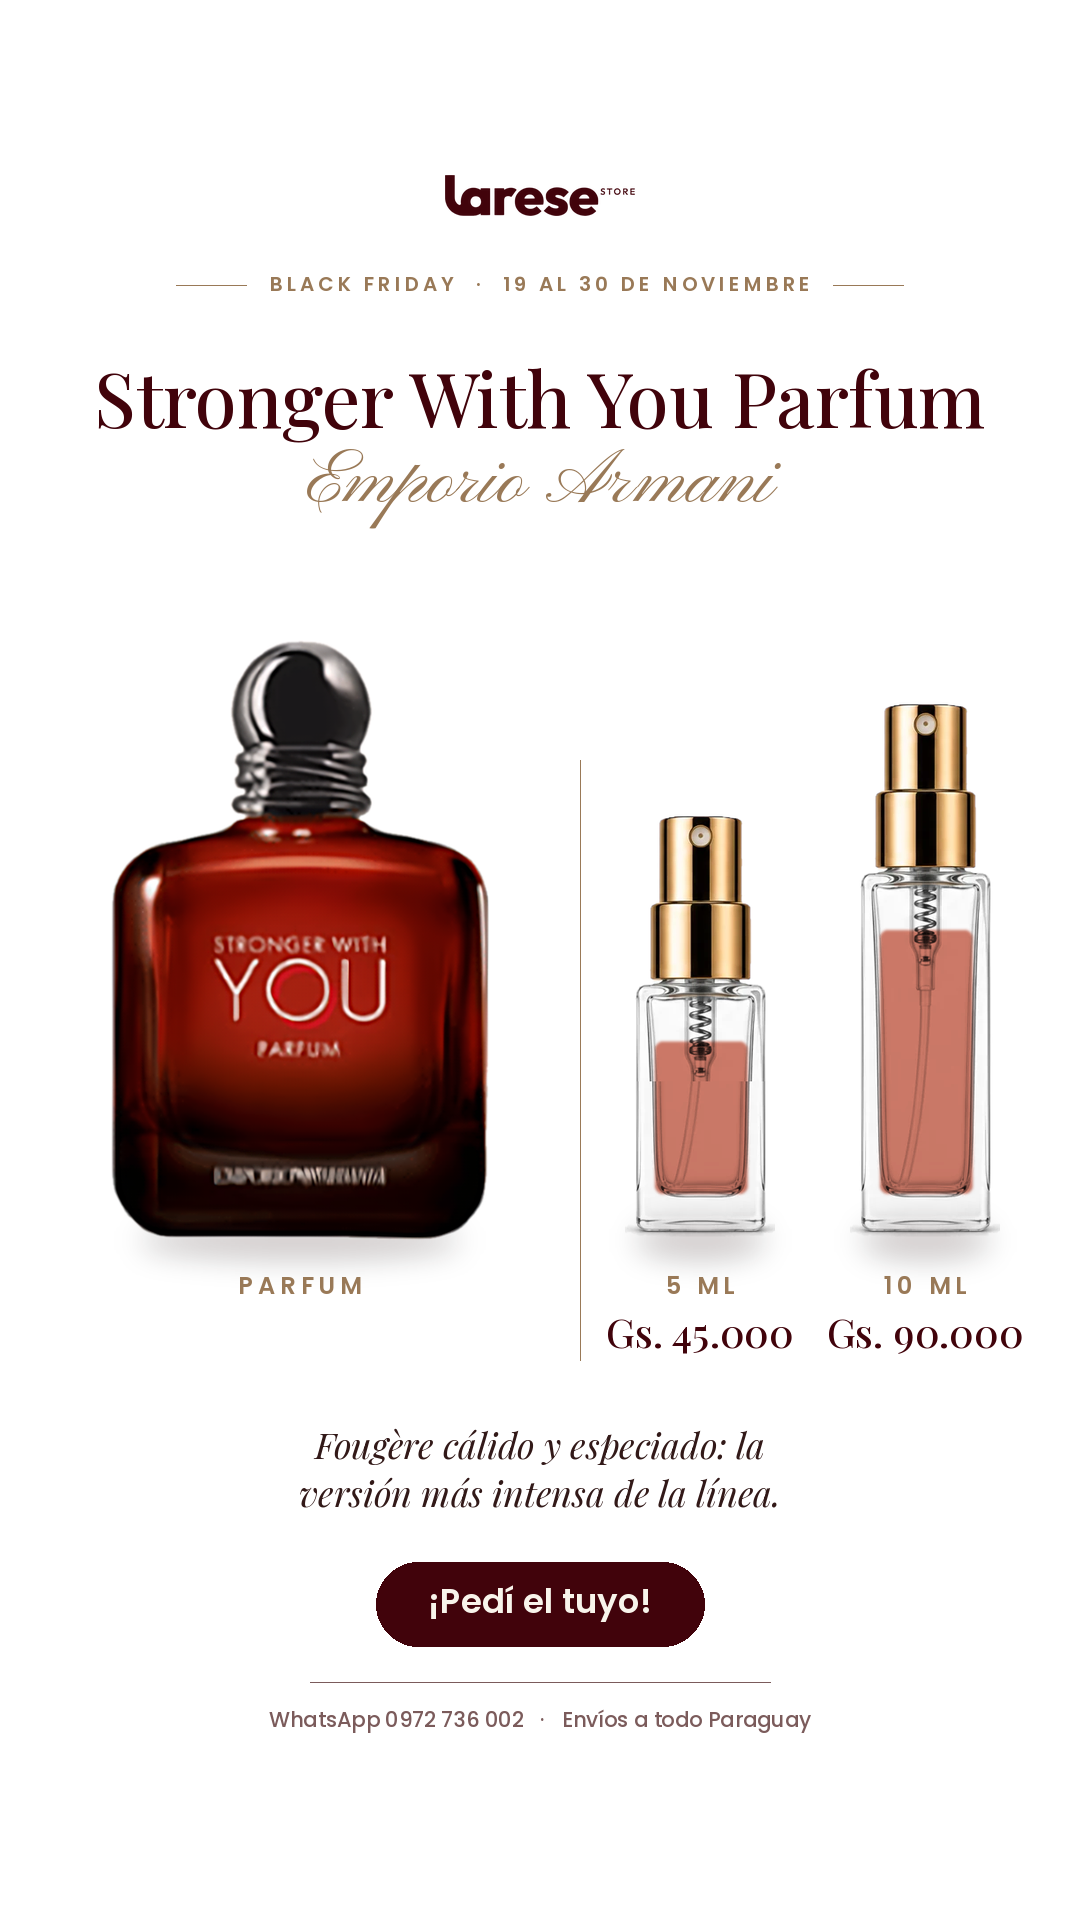 Larese STORE
BLACK FRIDAY · 19 AL 30 DE NOVIEMBRE
Stronger With You Parfum
Emporio Armani
STRONGER WITH
YOU
PARFUM
PARFUM
5 ML
10 ML
Gs. 45.000
Gs. 90.000
Fougère cálido y especiado: la
versión más intensa de la línea.
¡Pedí el tuyo!
WhatsApp 0972 736 002 · Envíos a todo Paraguay